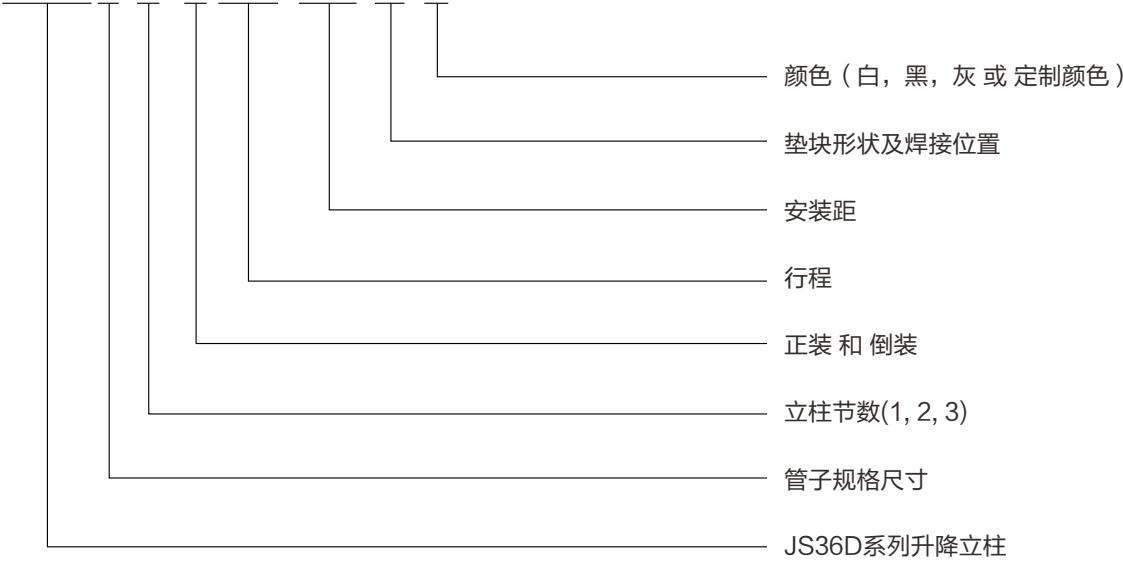 颜色（白，黑，灰 或 定制颜色）
垫块形状及焊接位置
安装距
行程
正装 和 倒装
立柱节数(1, 2, 3)
管子规格尺寸
JS36D系列升降立柱